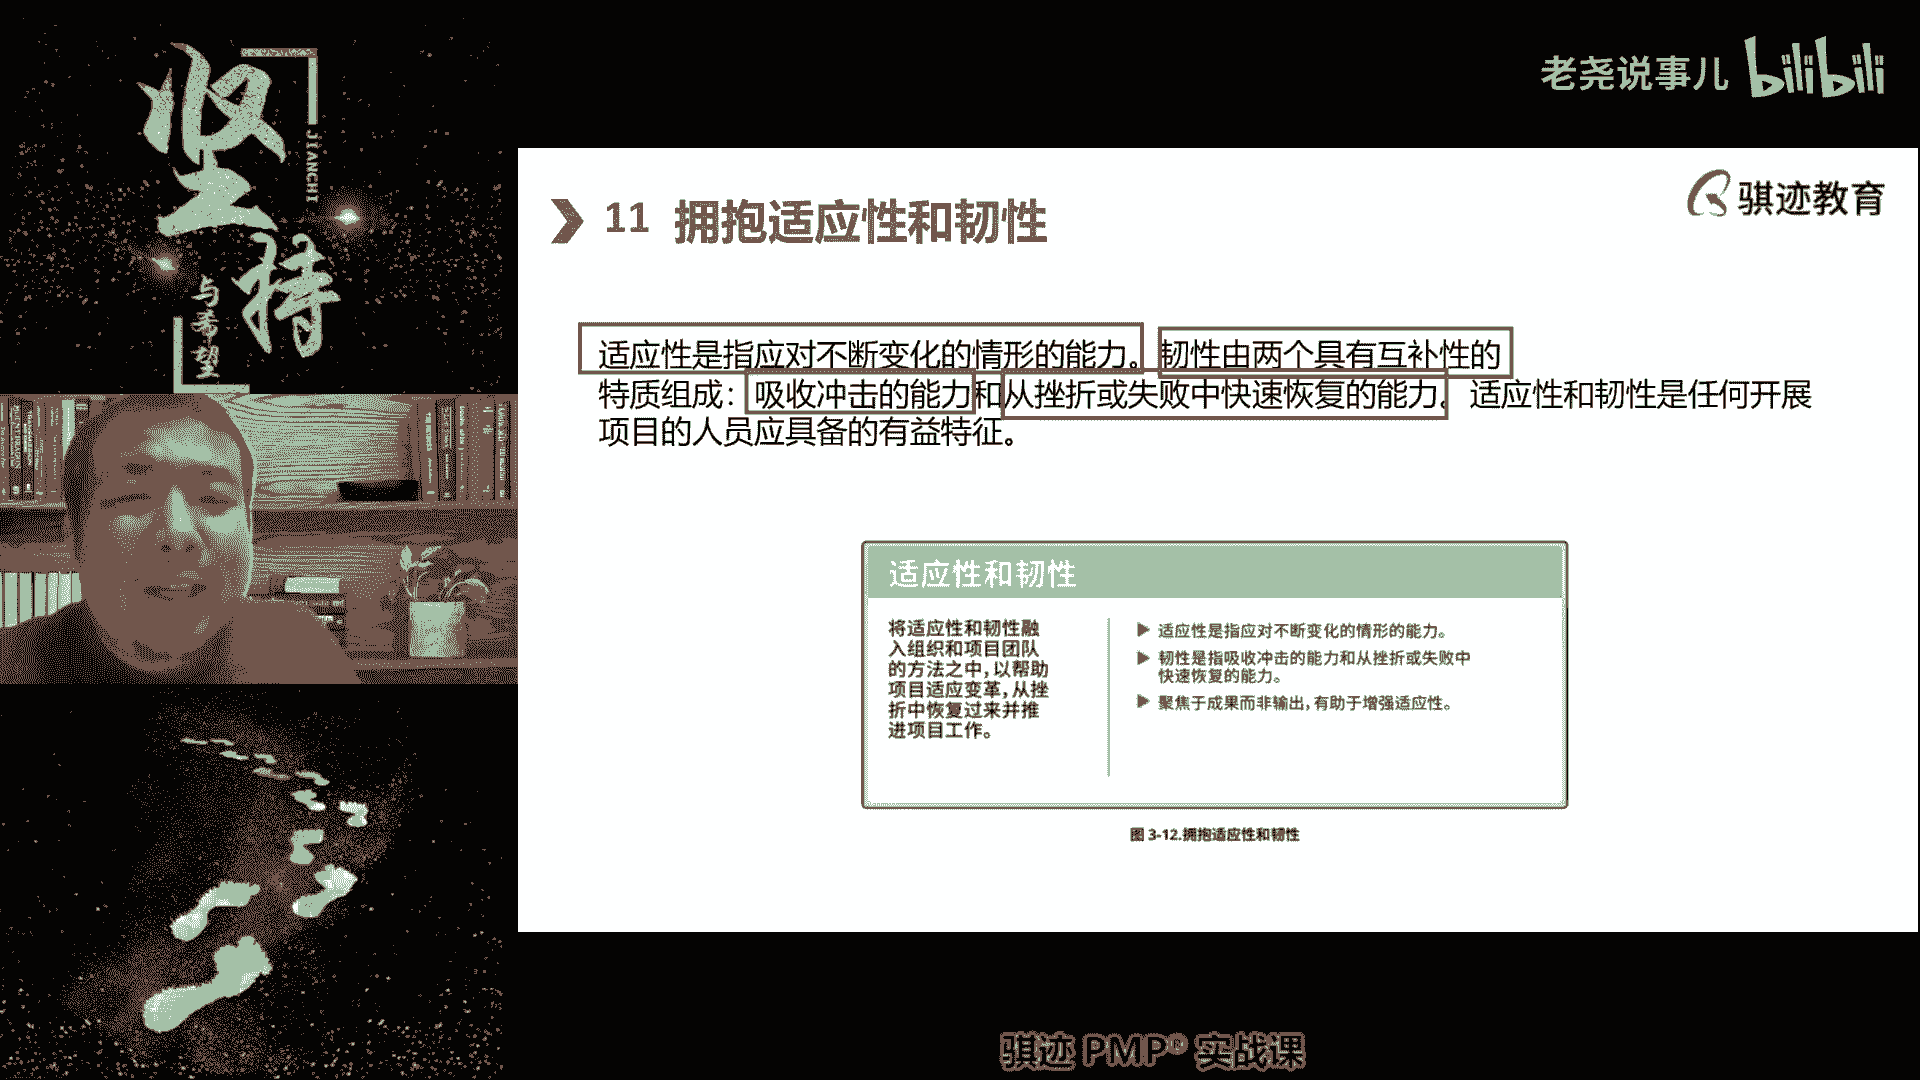 坚持
JIANCHI
与希望
老尧说事儿 bilibili
骐迹教育
11 拥抱适应性和韧性
适应性是指应对不断变化的情形的能力。韧性由两个具有互补性的
特质组成：吸收冲击的能力和从挫折或失败中快速恢复的能力。适应性和韧性是任何开展
项目的人员应具备的有益特征。
适应性和韧性
将适应性和韧性融
入组织和项目团队
的方法之中，以帮助
项目适应变革，从挫
折中恢复过来并推
进项目工作。
▶ 适应性是指应对不断变化的情形的能力。
▶ 韧性是指吸收冲击的能力和从挫折或失败中
快速恢复的能力。
▶ 聚焦于成果而非输出，有助于增强适应性。
图 3-12.拥抱适应性和韧性
骐迹 PMP® 实战课